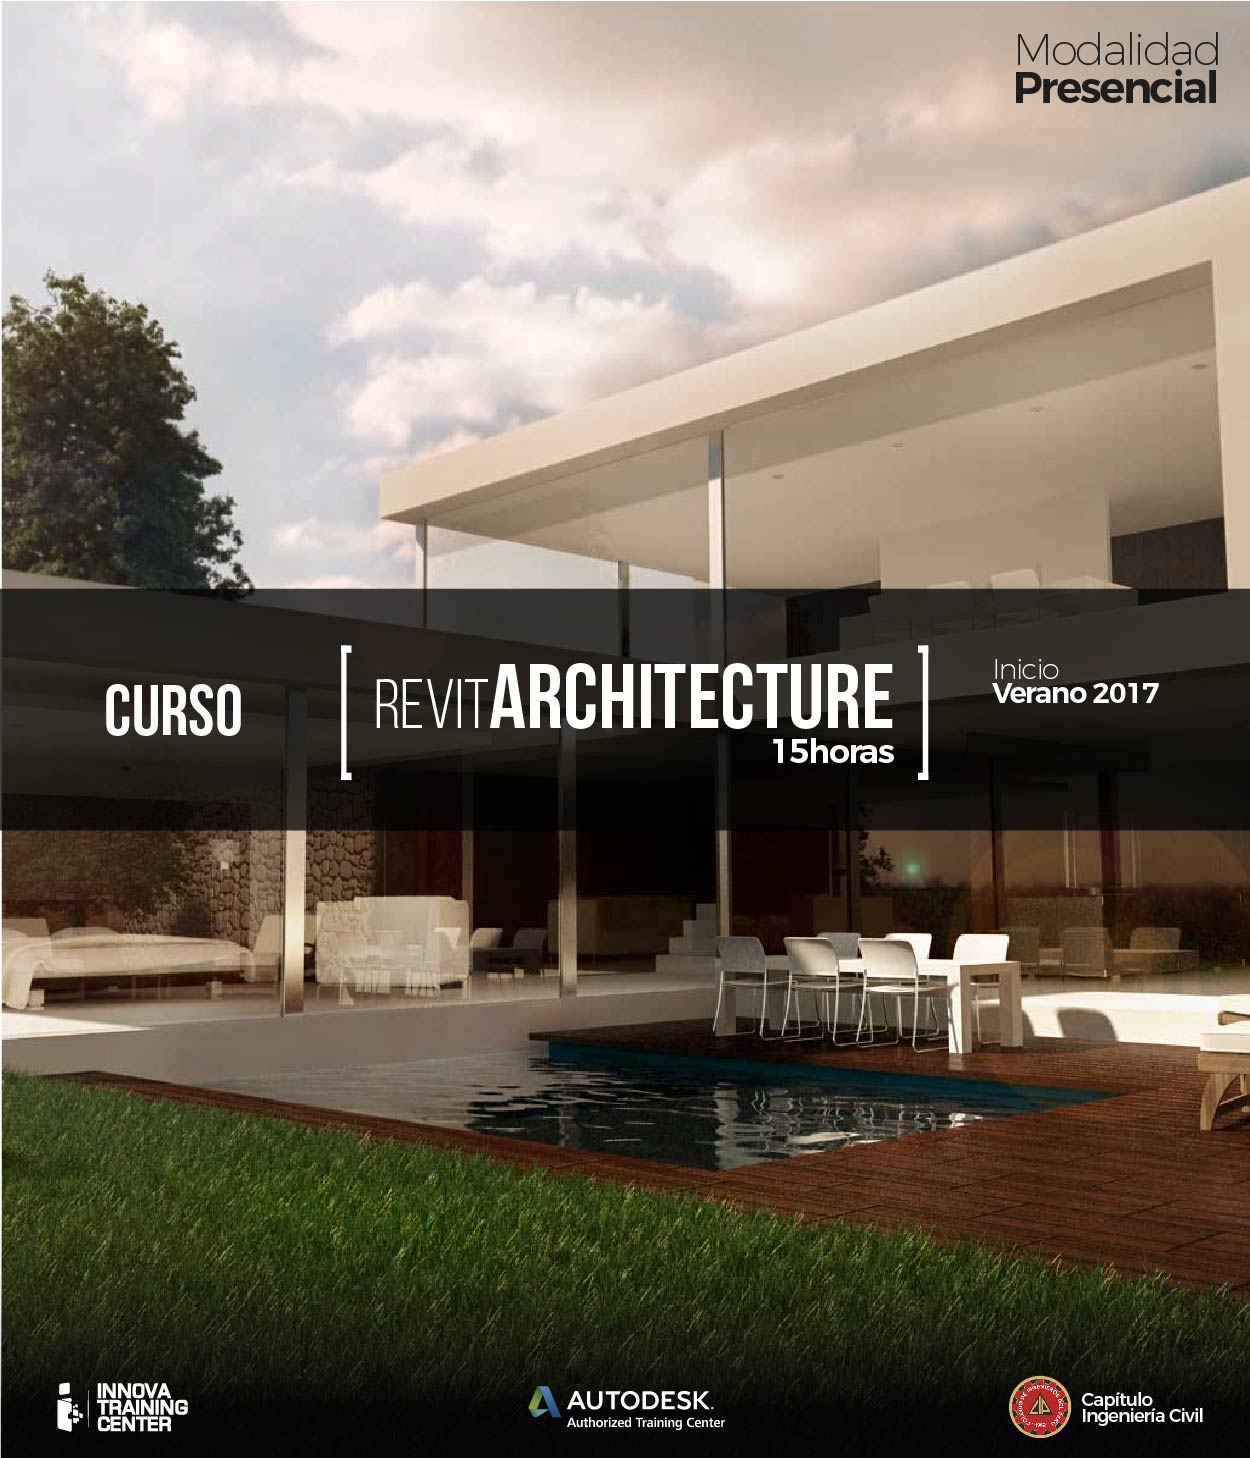 Modalidad
Presencial
CURSO
[ REVITARCHITECTURE ]
15horas
Inicio
Verano 2017
INNOVA
TRAINING
CENTER
AUTODESK.
Authorized Training Center
Capítulo
Ingeniería Civil